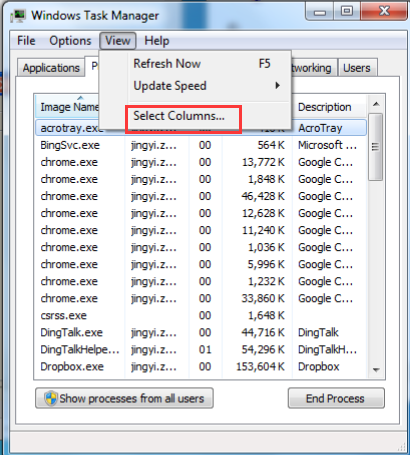 Windows Task Manager
File Options View Help
Refresh Now F5
Update Speed
Select Columns...
Applications P tworking Users
Image Name Description
acrotray.exe jingyi.z... AcroTray
BingSvc.exe jingyi.z... 00 564 K Microsoft ...
chrome.exe jingyi.z... 00 13,772 K Google C...
chrome.exe jingyi.z... 00 1,848 K Google C...
chrome.exe jingyi.z... 00 46,428 K Google C...
chrome.exe jingyi.z... 00 12,628 K Google C...
chrome.exe jingyi.z... 00 11,240 K Google C...
chrome.exe jingyi.z... 00 1,036 K Google C...
chrome.exe jingyi.z... 00 5,996 K Google C...
chrome.exe jingyi.z... 00 1,232 K Google C...
chrome.exe jingyi.z... 00 33,860 K Google C...
csrss.exe 00 1,648 K
DingTalk.exe jingyi.z... 00 44,716 K DingTalk
DingTalkHelpe... jingyi.z... 01 54,296 K DingTalkH...
Dropbox.exe jingyi.z... 00 153,604 K Dropbox
Show processes from all users End Process